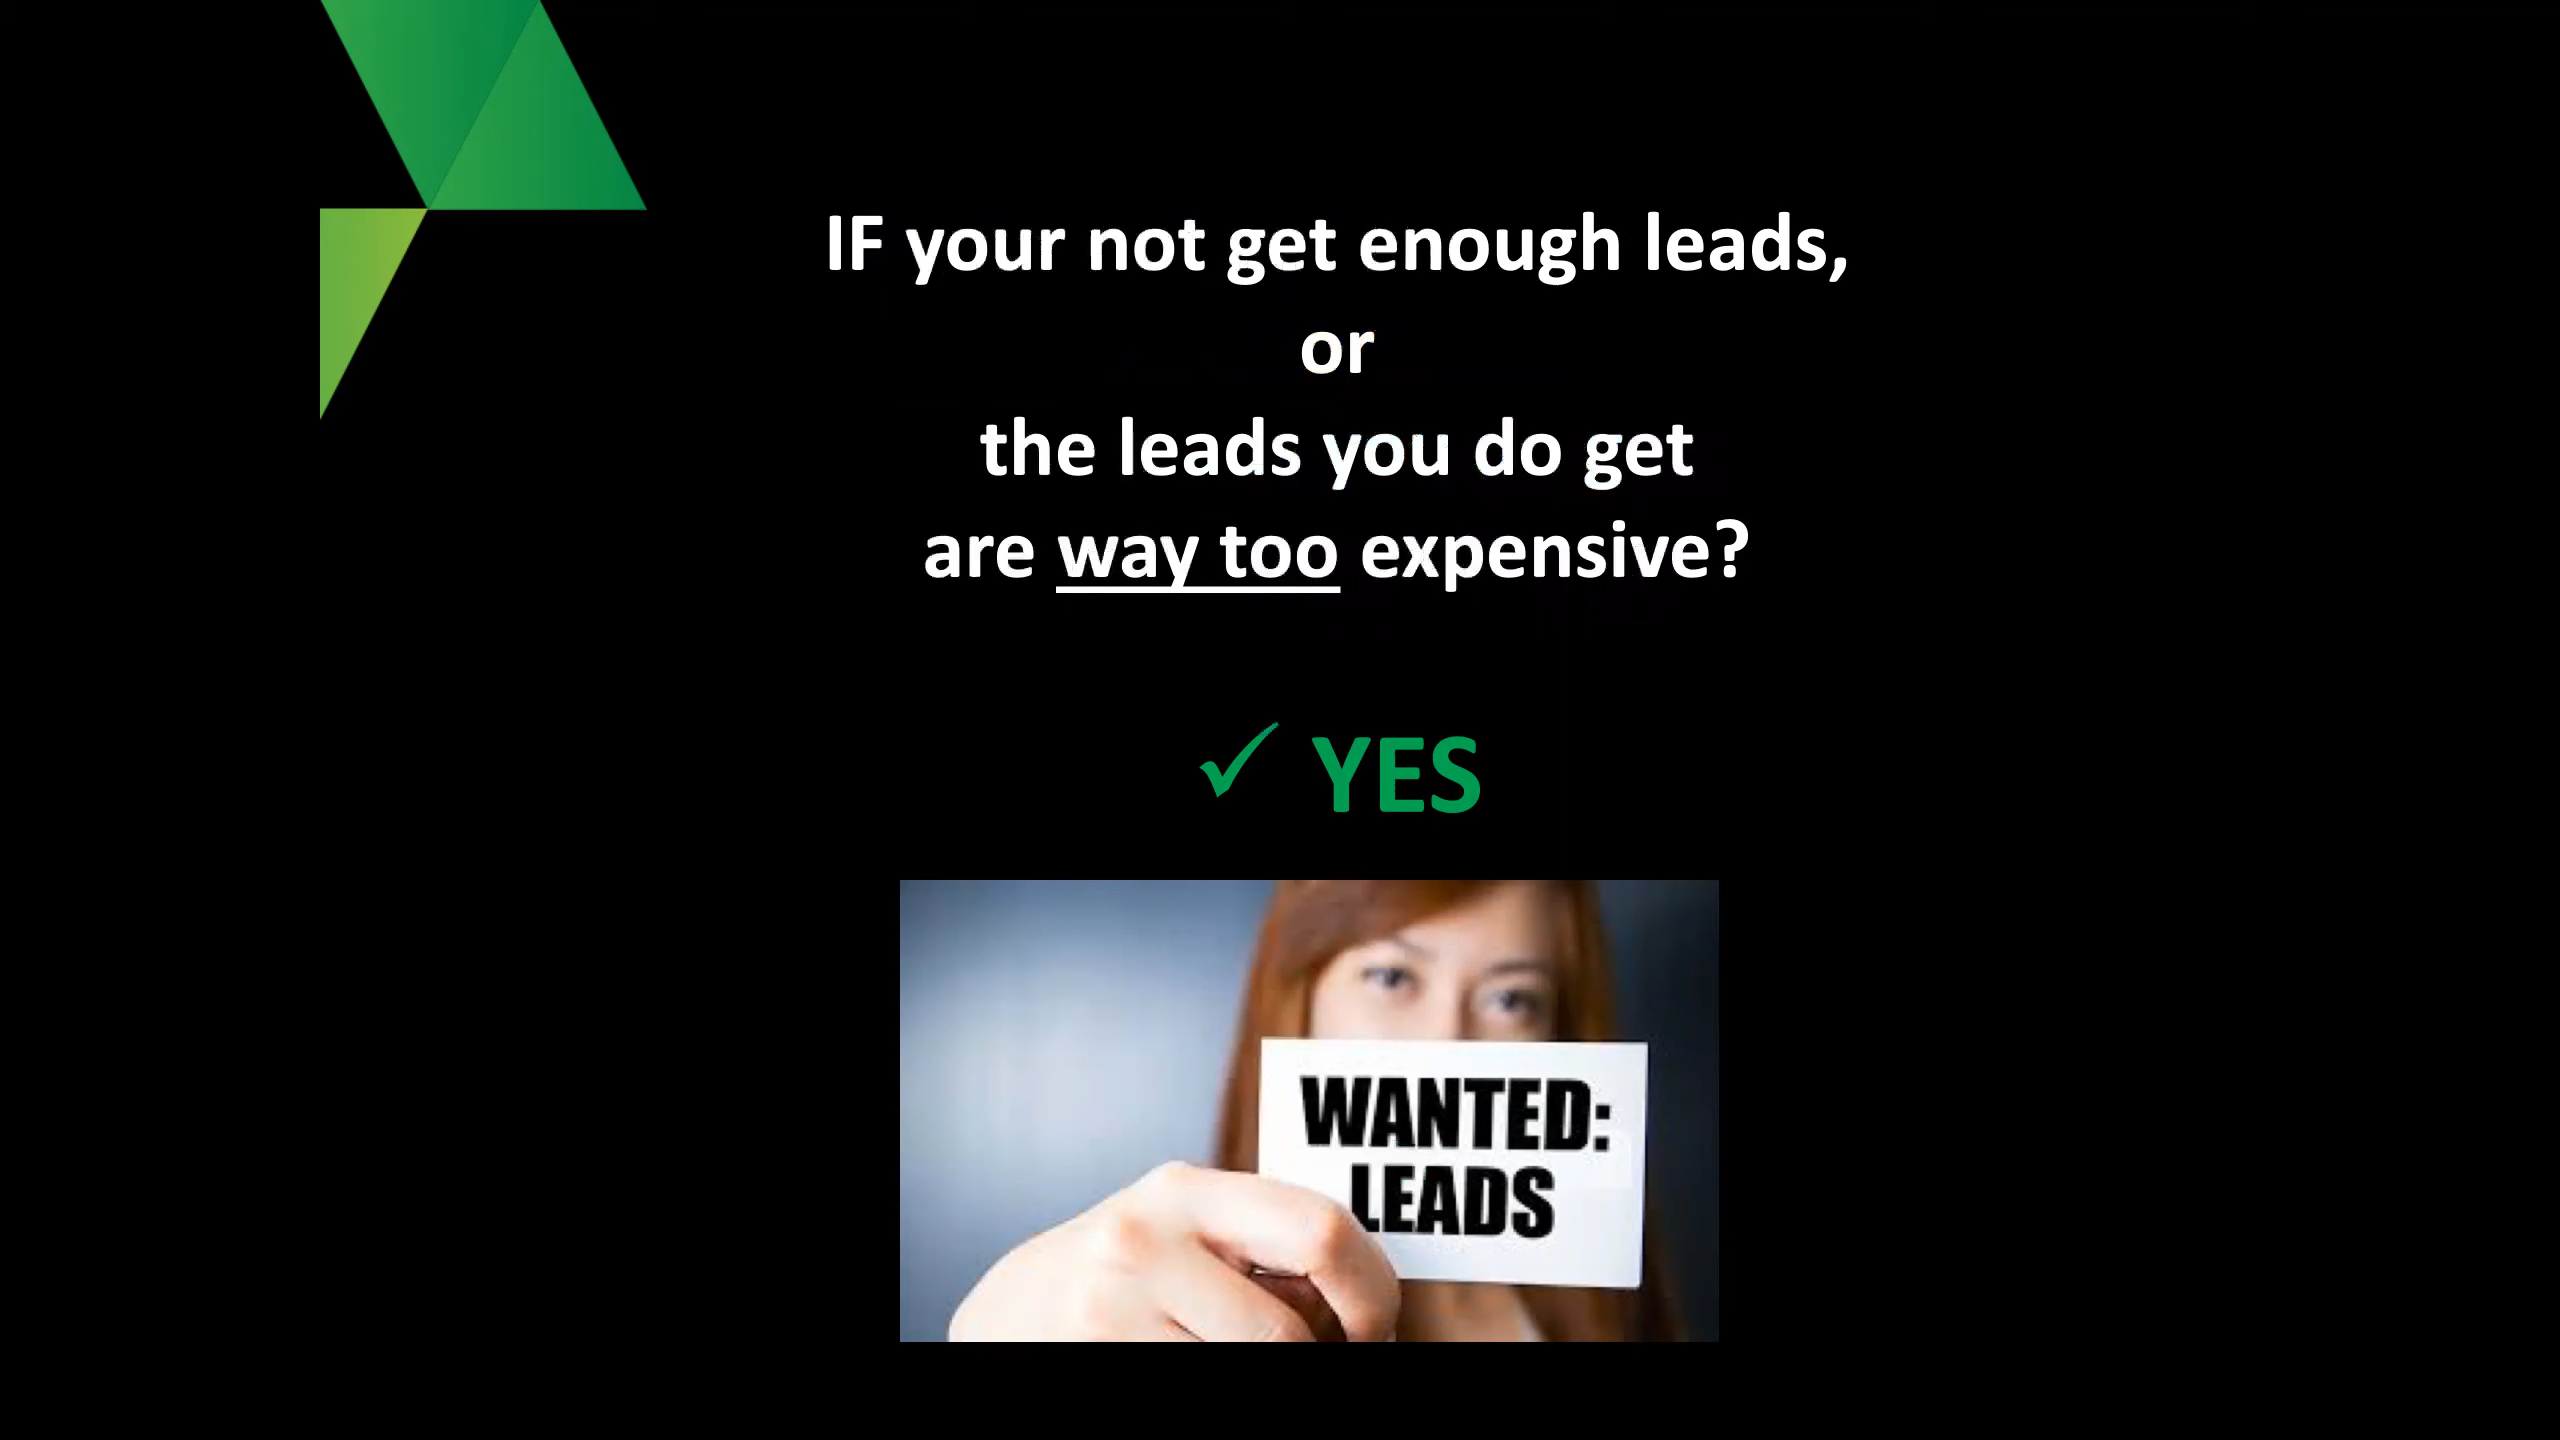 IF your not get enough leads,
or
the leads you do get
are way too expensive?
✓ YES
WANTED:
LEADS